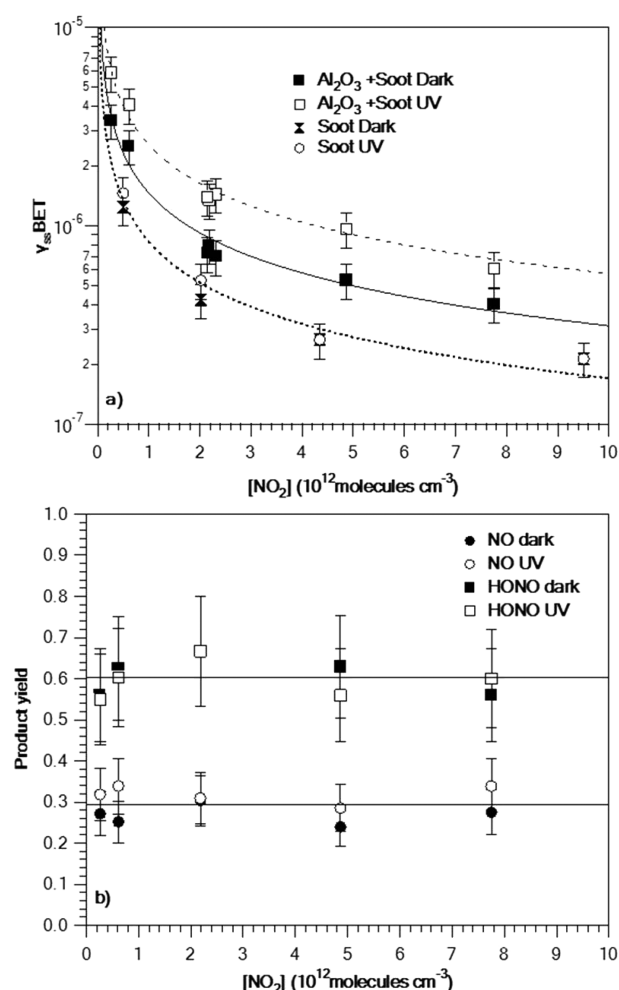 10⁻⁵
7
6
5
4
3
2
10⁻⁶
7
6
5
4
3
2
10⁻⁷
γssBET
Al₂O₃ +Soot Dark
Al₂O₃ +Soot UV
Soot Dark
Soot UV
a)
0 1 2 3 4 5 6 7 8 9 10
[NO₂] (10¹²molecules cm⁻³)
1.0
0.9
0.8
0.7
0.6
0.5
0.4
0.3
0.2
0.1
0.0
Product yield
NO dark
NO UV
HONO dark
HONO UV
b)
0 1 2 3 4 5 6 7 8 9 10
[NO₂] (10¹²molecules cm⁻³)